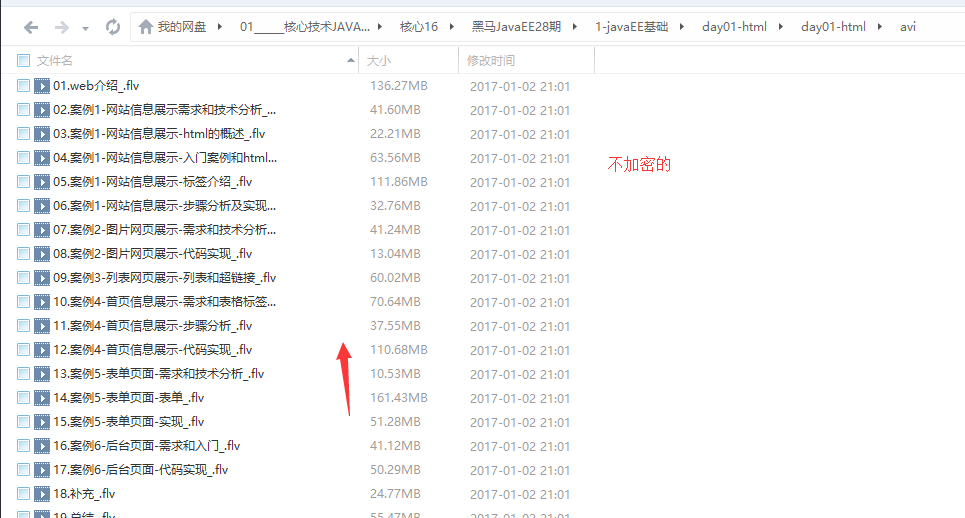 我的网盘 01_____核心技术JAVA... 核心16 黑马JavaEE28期 1-javaEE基础 day01-html day01-html avi
文件名 大小 修改时间
01.web介绍_.flv 136.27MB 2017-01-02 21:01
02.案例1-网站信息展示需求和技术分析_... 41.60MB 2017-01-02 21:01
03.案例1-网站信息展示-html的概述_.flv 22.21MB 2017-01-02 21:01
04.案例1-网站信息展示-入门案例和html... 63.56MB 2017-01-02 21:01
不加密的
05.案例1-网站信息展示-标签介绍_.flv 111.86MB 2017-01-02 21:01
06.案例1-网站信息展示-步骤分析及实现... 32.76MB 2017-01-02 21:01
07.案例2-图片网页展示-需求和技术分析... 41.24MB 2017-01-02 21:01
08.案例2-图片网页展示-代码实现_.flv 13.04MB 2017-01-02 21:01
09.案例3-列表网页展示-列表和超链接_.flv 60.02MB 2017-01-02 21:01
10.案例4-首页信息展示-需求和表格标签... 70.64MB 2017-01-02 21:01
11.案例4-首页信息展示-步骤分析_.flv 37.55MB 2017-01-02 21:01
12.案例4-首页信息展示-代码实现_.flv 110.68MB 2017-01-02 21:01
13.案例5-表单页面-需求和技术分析_.flv 10.53MB 2017-01-02 21:01
14.案例5-表单页面-表单_.flv 161.43MB 2017-01-02 21:01
15.案例5-表单页面-实现_.flv 51.28MB 2017-01-02 21:01
16.案例6-后台页面-需求和入门_.flv 41.12MB 2017-01-02 21:01
17.案例6-后台页面-代码实现_.flv 50.29MB 2017-01-02 21:01
18.补充_.flv 24.77MB 2017-01-02 21:01
19.总结_.flv 55.47MB 2017-01-02 21:01